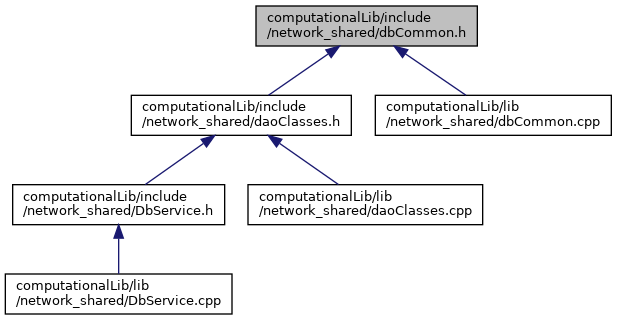 computationalLib/include
/network_shared/dbCommon.h
computationalLib/include
/network_shared/daoClasses.h
computationalLib/lib
/network_shared/dbCommon.cpp
computationalLib/include
/network_shared/DbService.h
computationalLib/lib
/network_shared/daoClasses.cpp
computationalLib/lib
/network_shared/DbService.cpp